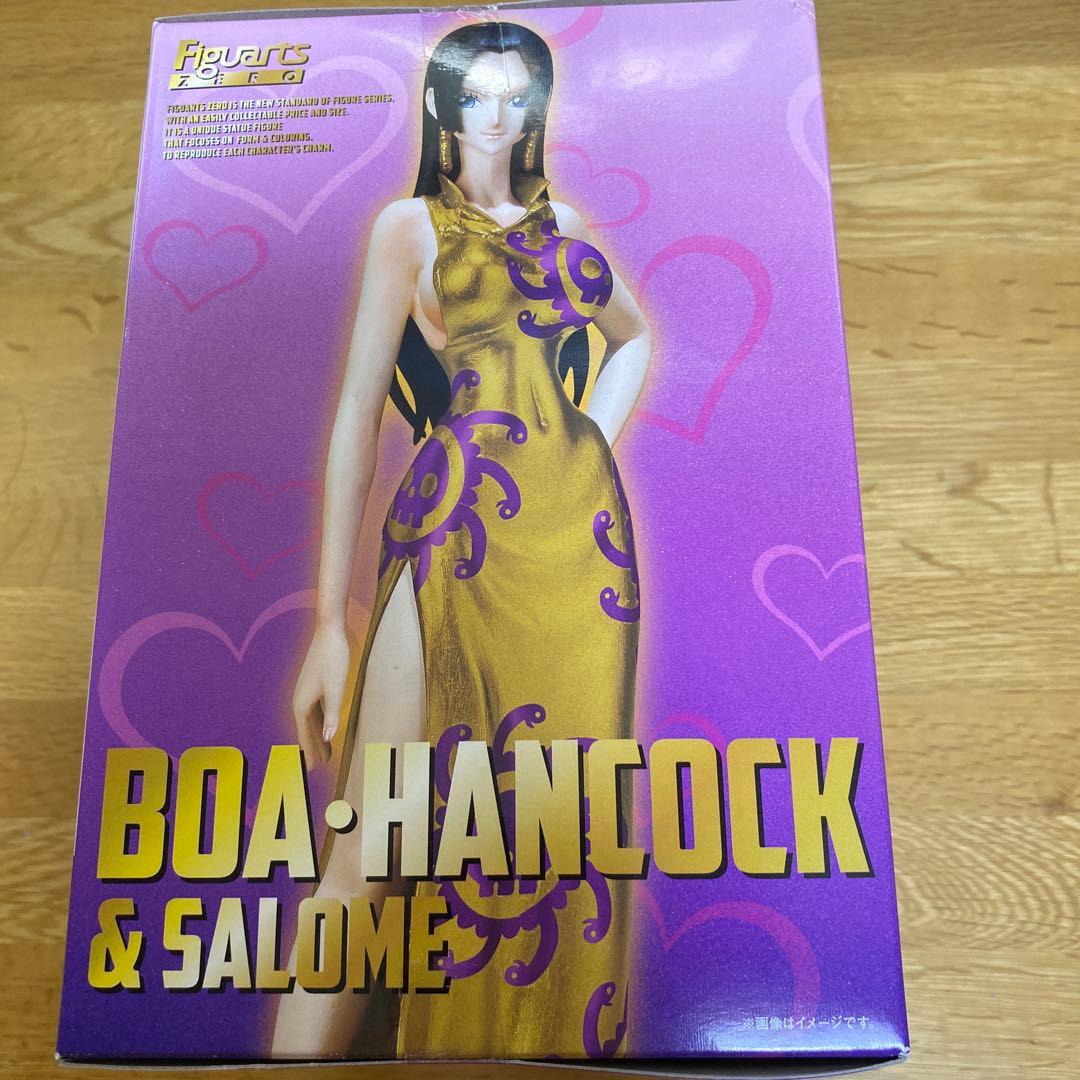 Figuarts
ZERO
FIGUARTS ZERO IS THE NEW STANDARD OF FIGURE SERIES,
WITH AN EASILY COLLECTABLE PRICE AND SIZE.
IT IS A UNIQUE STATUE FIGURE
THAT FOCUSES ON FORM & COLORING,
TO REPRODUCE EACH CHARACTER'S CHARM.
BOA・HANCOCK
& SALOME
※画像はイメージです。